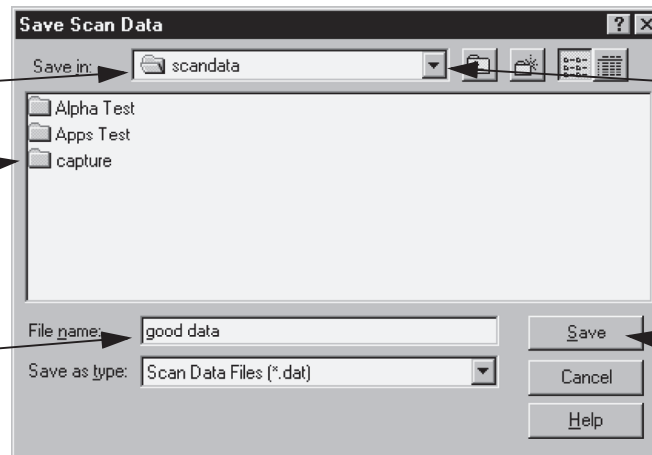 Save Scan Data
Save in: scandata
Alpha Test
Apps Test
capture
File name: good data
Save
Save as type: Scan Data Files (*.dat)
Cancel
Help